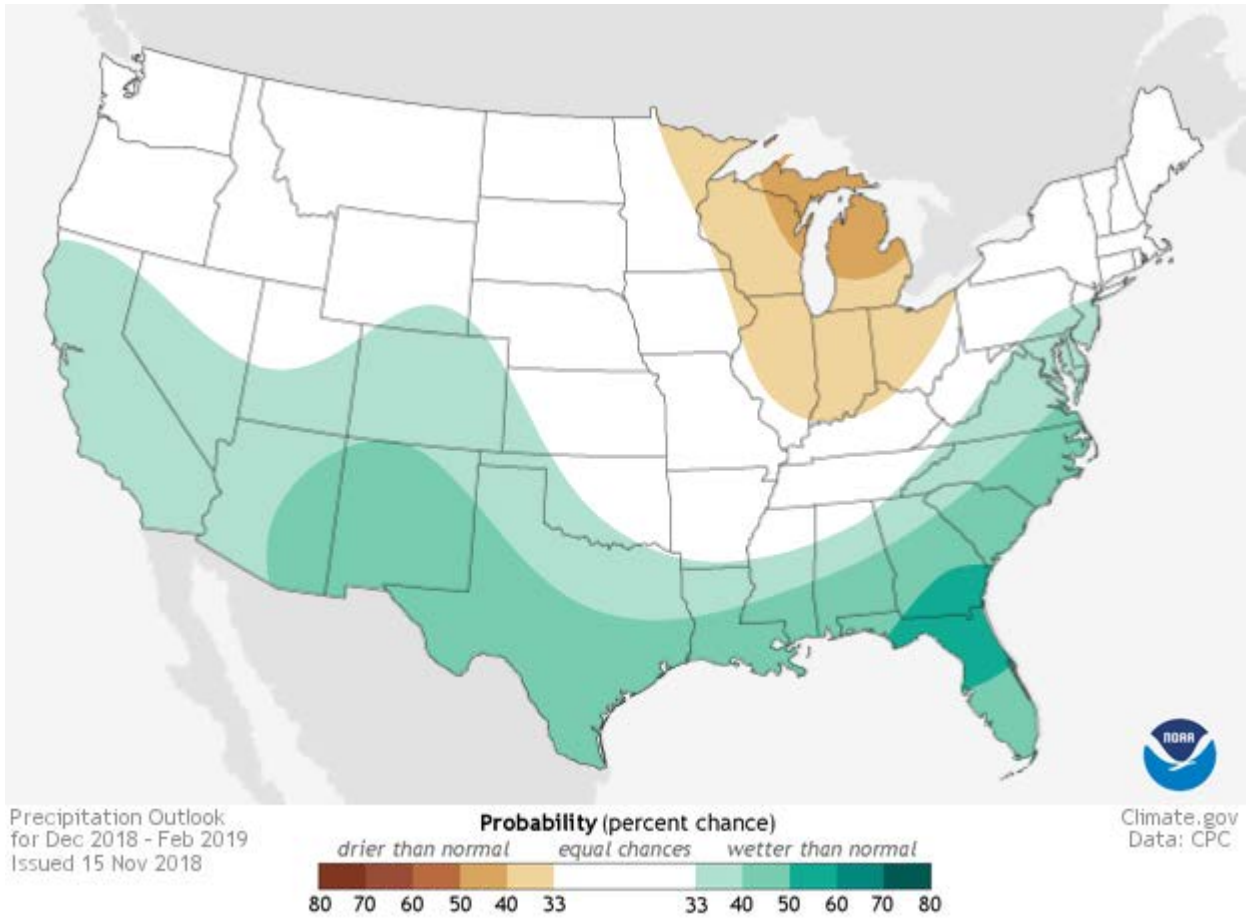 NOAA
Precipitation Outlook
for Dec 2018 - Feb 2019
Issued 15 Nov 2018
Probability (percent chance)
drier than normal equal chances wetter than normal
80 70 60 50 40 33 33 40 50 60 70 80
Climate.gov
Data: CPC